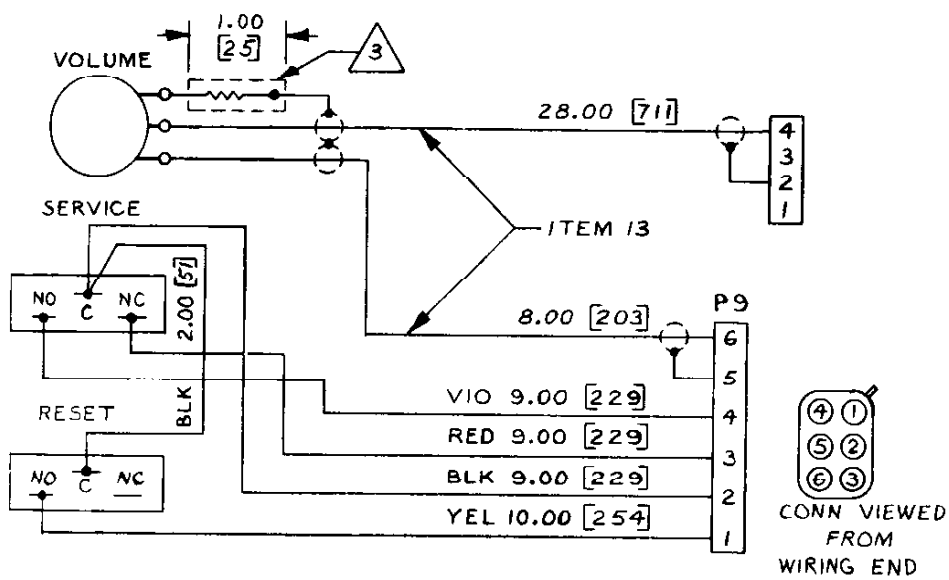 1.00
[25]
3
VOLUME
28.00 [711]
4
3
2
1
SERVICE
ITEM 13
NO
C
NC
2.00 [51]
BLK
P9
8.00 [203]
6
5
VIO 9.00 [229]
4
RED 9.00 [229]
3
BLK 9.00 [229]
2
YEL 10.00 [254]
1
RESET
NO
C
NC
4 1
5 2
6 3
CONN VIEWED
FROM
WIRING END